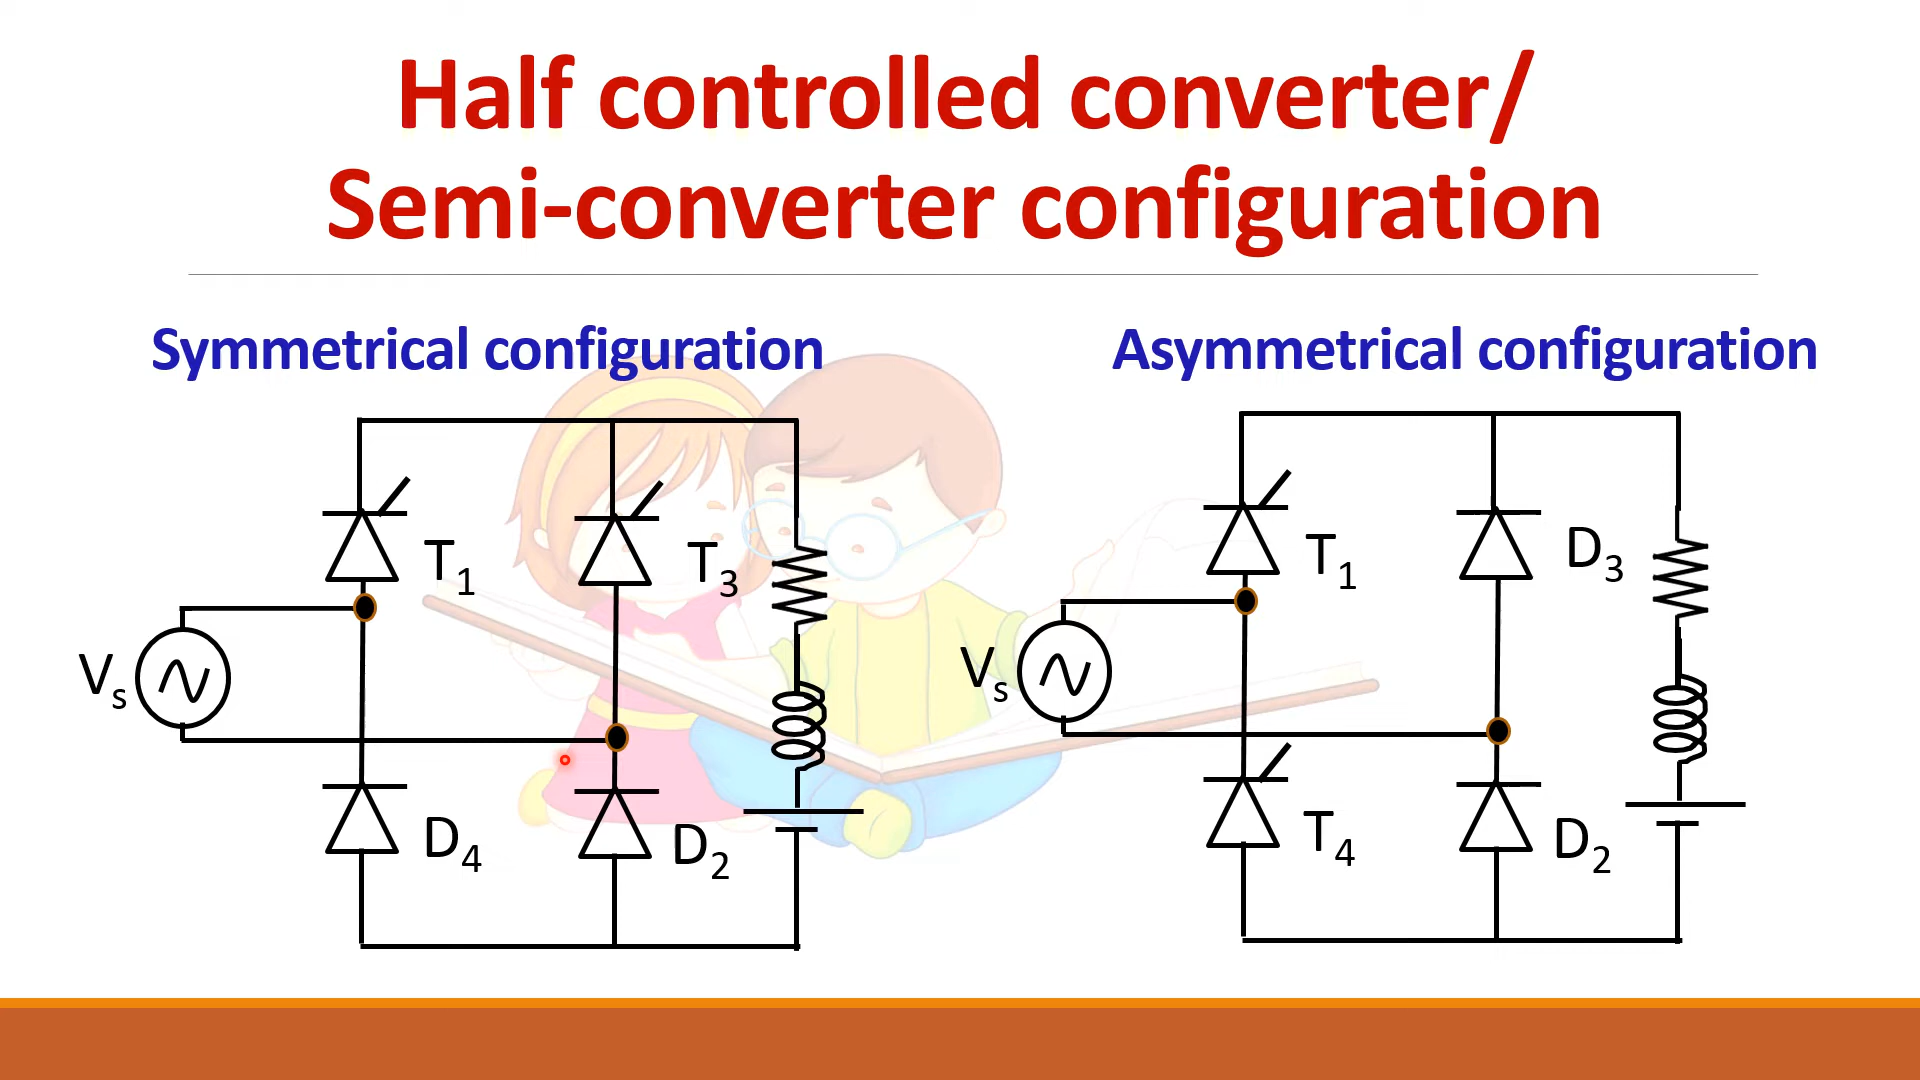 Half controlled converter/
Semi-converter configuration
Symmetrical configuration
Asymmetrical configuration
T1
T3
Vs
D4
D2
T1
D3
Vs
T4
D2